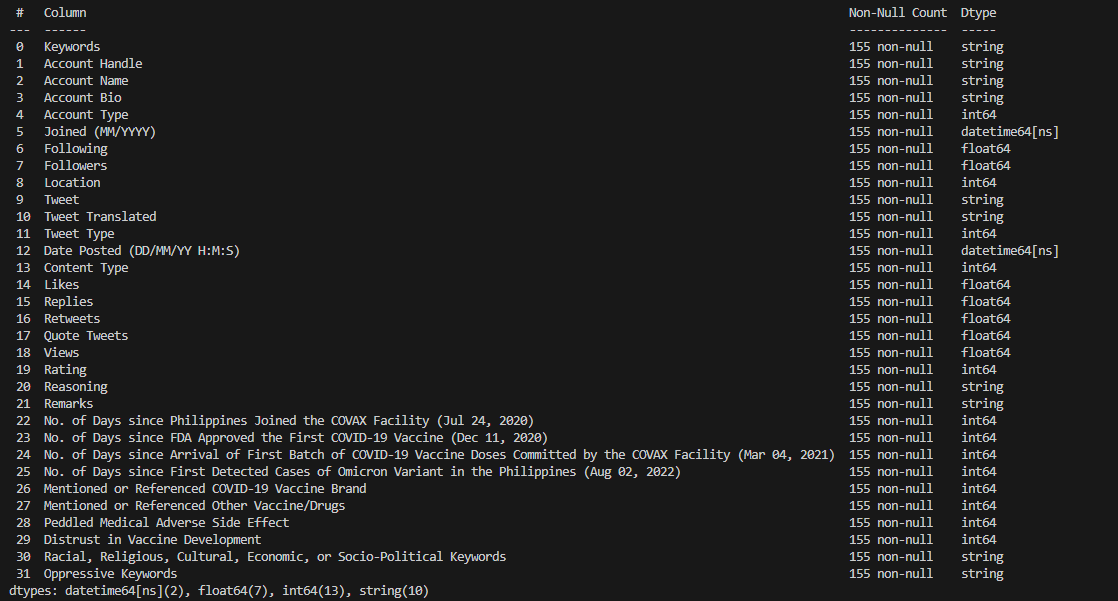 # Column Non-Null Count Dtype
--- ------ -------------- -----
0 Keywords 155 non-null string
1 Account Handle 155 non-null string
2 Account Name 155 non-null string
3 Account Bio 155 non-null string
4 Account Type 155 non-null int64
5 Joined (MM/YYYY) 155 non-null datetime64[ns]
6 Following 155 non-null float64
7 Followers 155 non-null float64
8 Location 155 non-null int64
9 Tweet 155 non-null string
10 Tweet Translated 155 non-null string
11 Tweet Type 155 non-null int64
12 Date Posted (DD/MM/YY H:M:S) 155 non-null datetime64[ns]
13 Content Type 155 non-null int64
14 Likes 155 non-null float64
15 Replies 155 non-null float64
16 Retweets 155 non-null float64
17 Quote Tweets 155 non-null float64
18 Views 155 non-null float64
19 Rating 155 non-null int64
20 Reasoning 155 non-null string
21 Remarks 155 non-null string
22 No. of Days since Philippines Joined the COVAX Facility (Jul 24, 2020) 155 non-null int64
23 No. of Days since FDA Approved the First COVID-19 Vaccine (Dec 11, 2020) 155 non-null int64
24 No. of Days since Arrival of First Batch of COVID-19 Vaccine Doses Committed by the COVAX Facility (Mar 04, 2021) 155 non-null int64
25 No. of Days since First Detected Cases of Omicron Variant in the Philippines (Aug 02, 2022) 155 non-null int64
26 Mentioned or Referenced COVID-19 Vaccine Brand 155 non-null int64
27 Mentioned or Referenced Other Vaccine/Drugs 155 non-null int64
28 Peddled Medical Adverse Side Effect 155 non-null int64
29 Distrust in Vaccine Development 155 non-null int64
30 Racial, Religious, Cultural, Economic, or Socio-Political Keywords 155 non-null string
31 Oppressive Keywords 155 non-null string
dtypes: datetime64[ns](2), float64(7), int64(13), string(10)